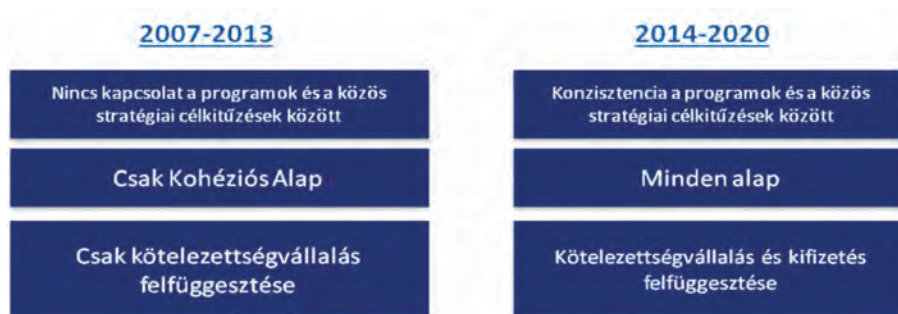 2007-2013
Nincs kapcsolat a programok és a közös
stratégiai célkitűzések között
Csak Kohéziós Alap
Csak kötelezettségvállalás
felfüggesztése
2014-2020
Konzisztencia a programok és a közös
stratégiai célkitűzések között
Minden alap
Kötelezettségvállalás és kifizetés
felfüggesztése